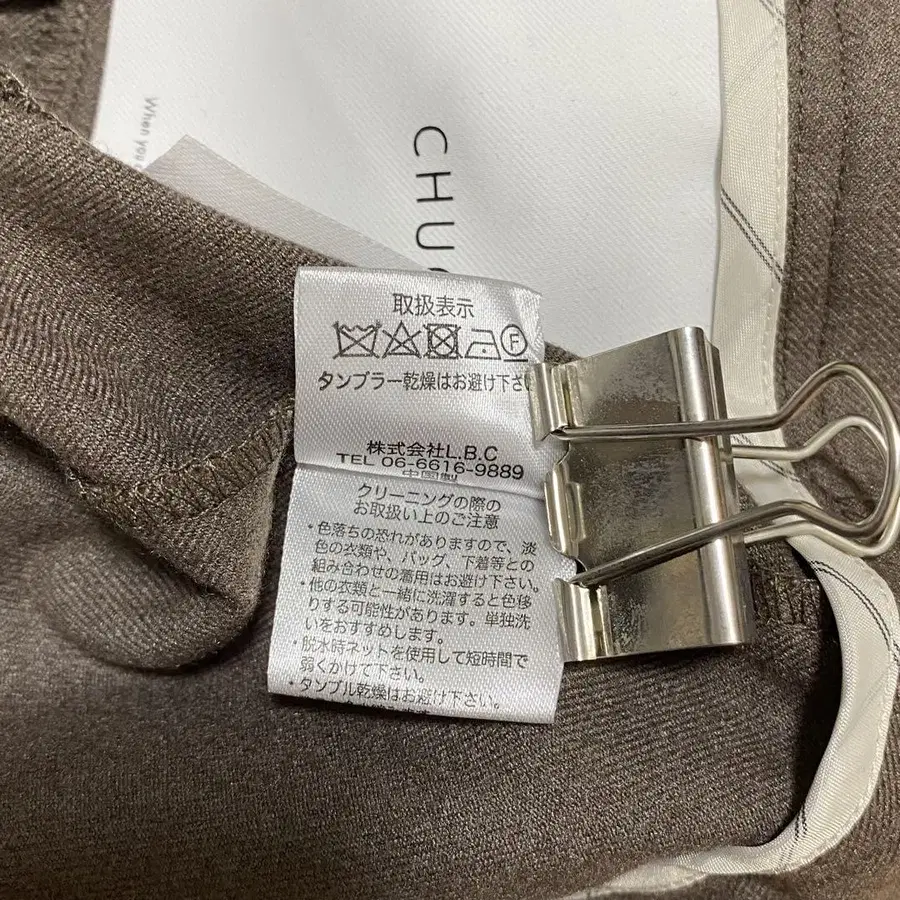 When you
CHU
取扱表示
F
タンブラー乾燥はお避け下さい
株式会社L.B.C
TEL 06-6616-9889
中国製
クリーニングの際の
お取扱い上のご注意
・色落ちの恐れがありますので、淡
色の衣類や、バッグ、下着等との
組み合わせの着用はお避け下さい。
・他の衣類と一緒に洗濯すると色移
りする可能性があります。単独洗
いをおすすめします。
・脱水時ネットを使用して短時間で
弱くかけて下さい。
・タンブル乾燥はお避け下さい。